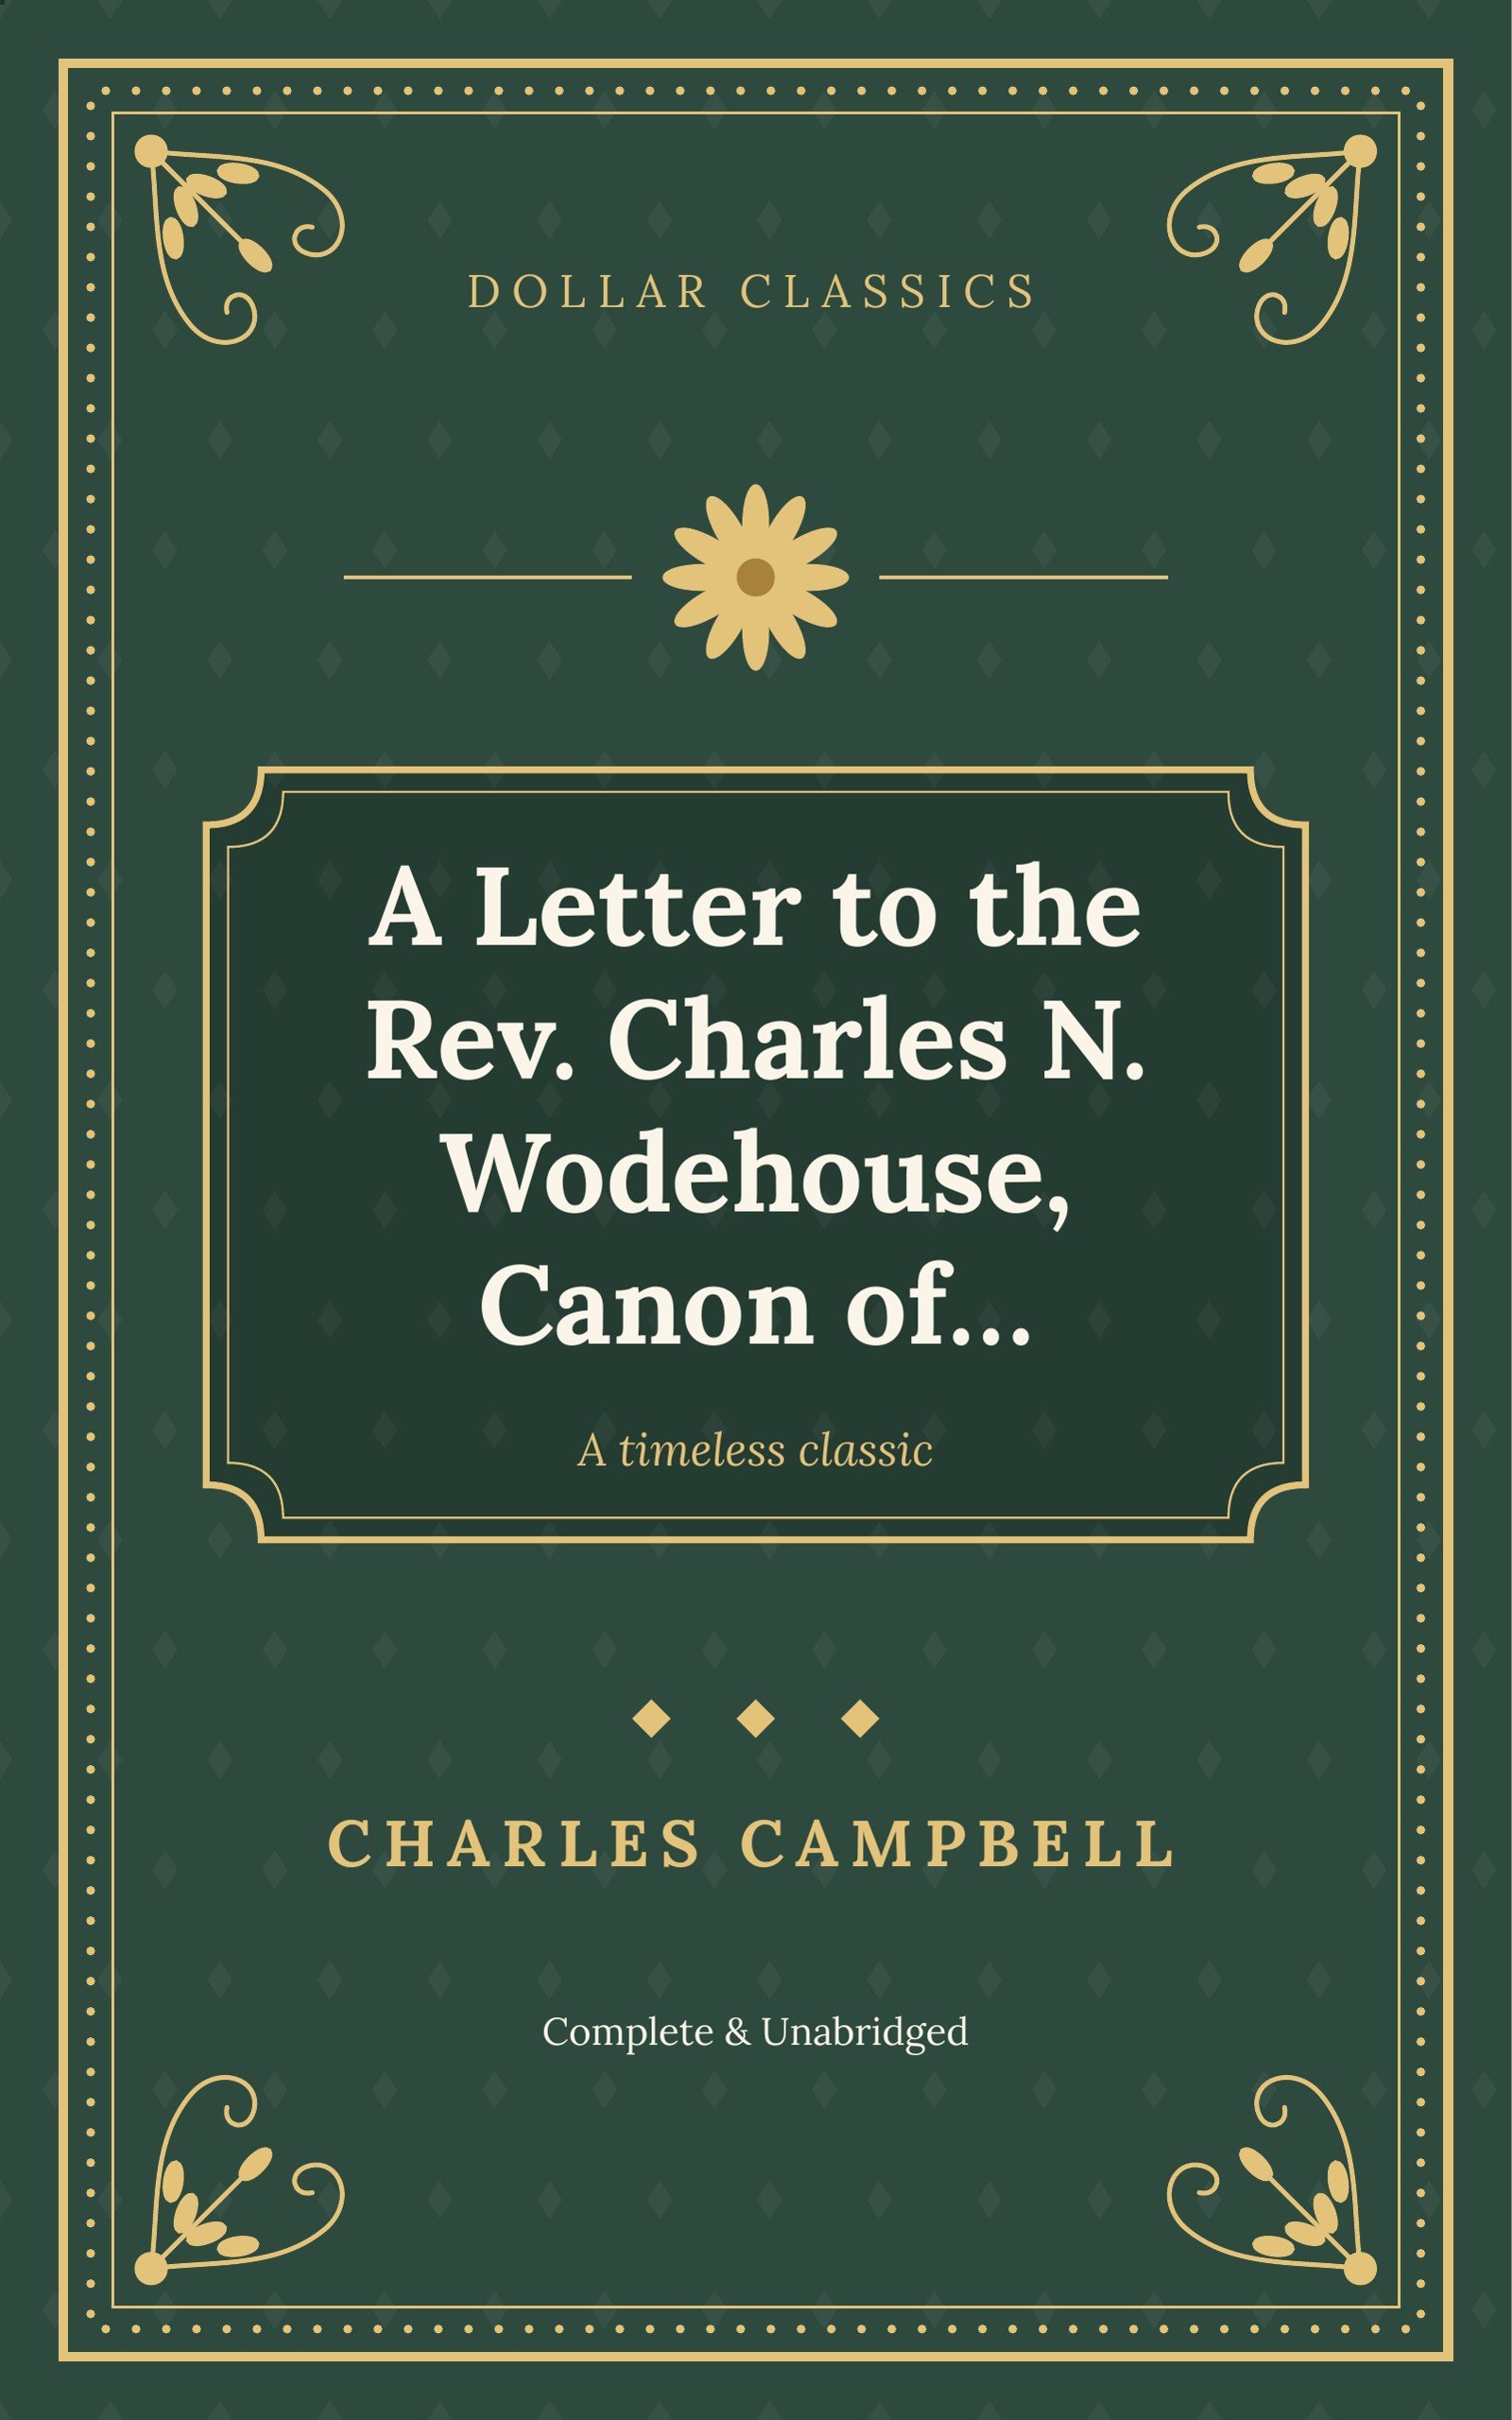 DOLLAR CLASSICS
A Letter to the
Rev. Charles N.
Wodehouse,
Canon of...
A timeless classic
CHARLES CAMPBELL
Complete & Unabridged